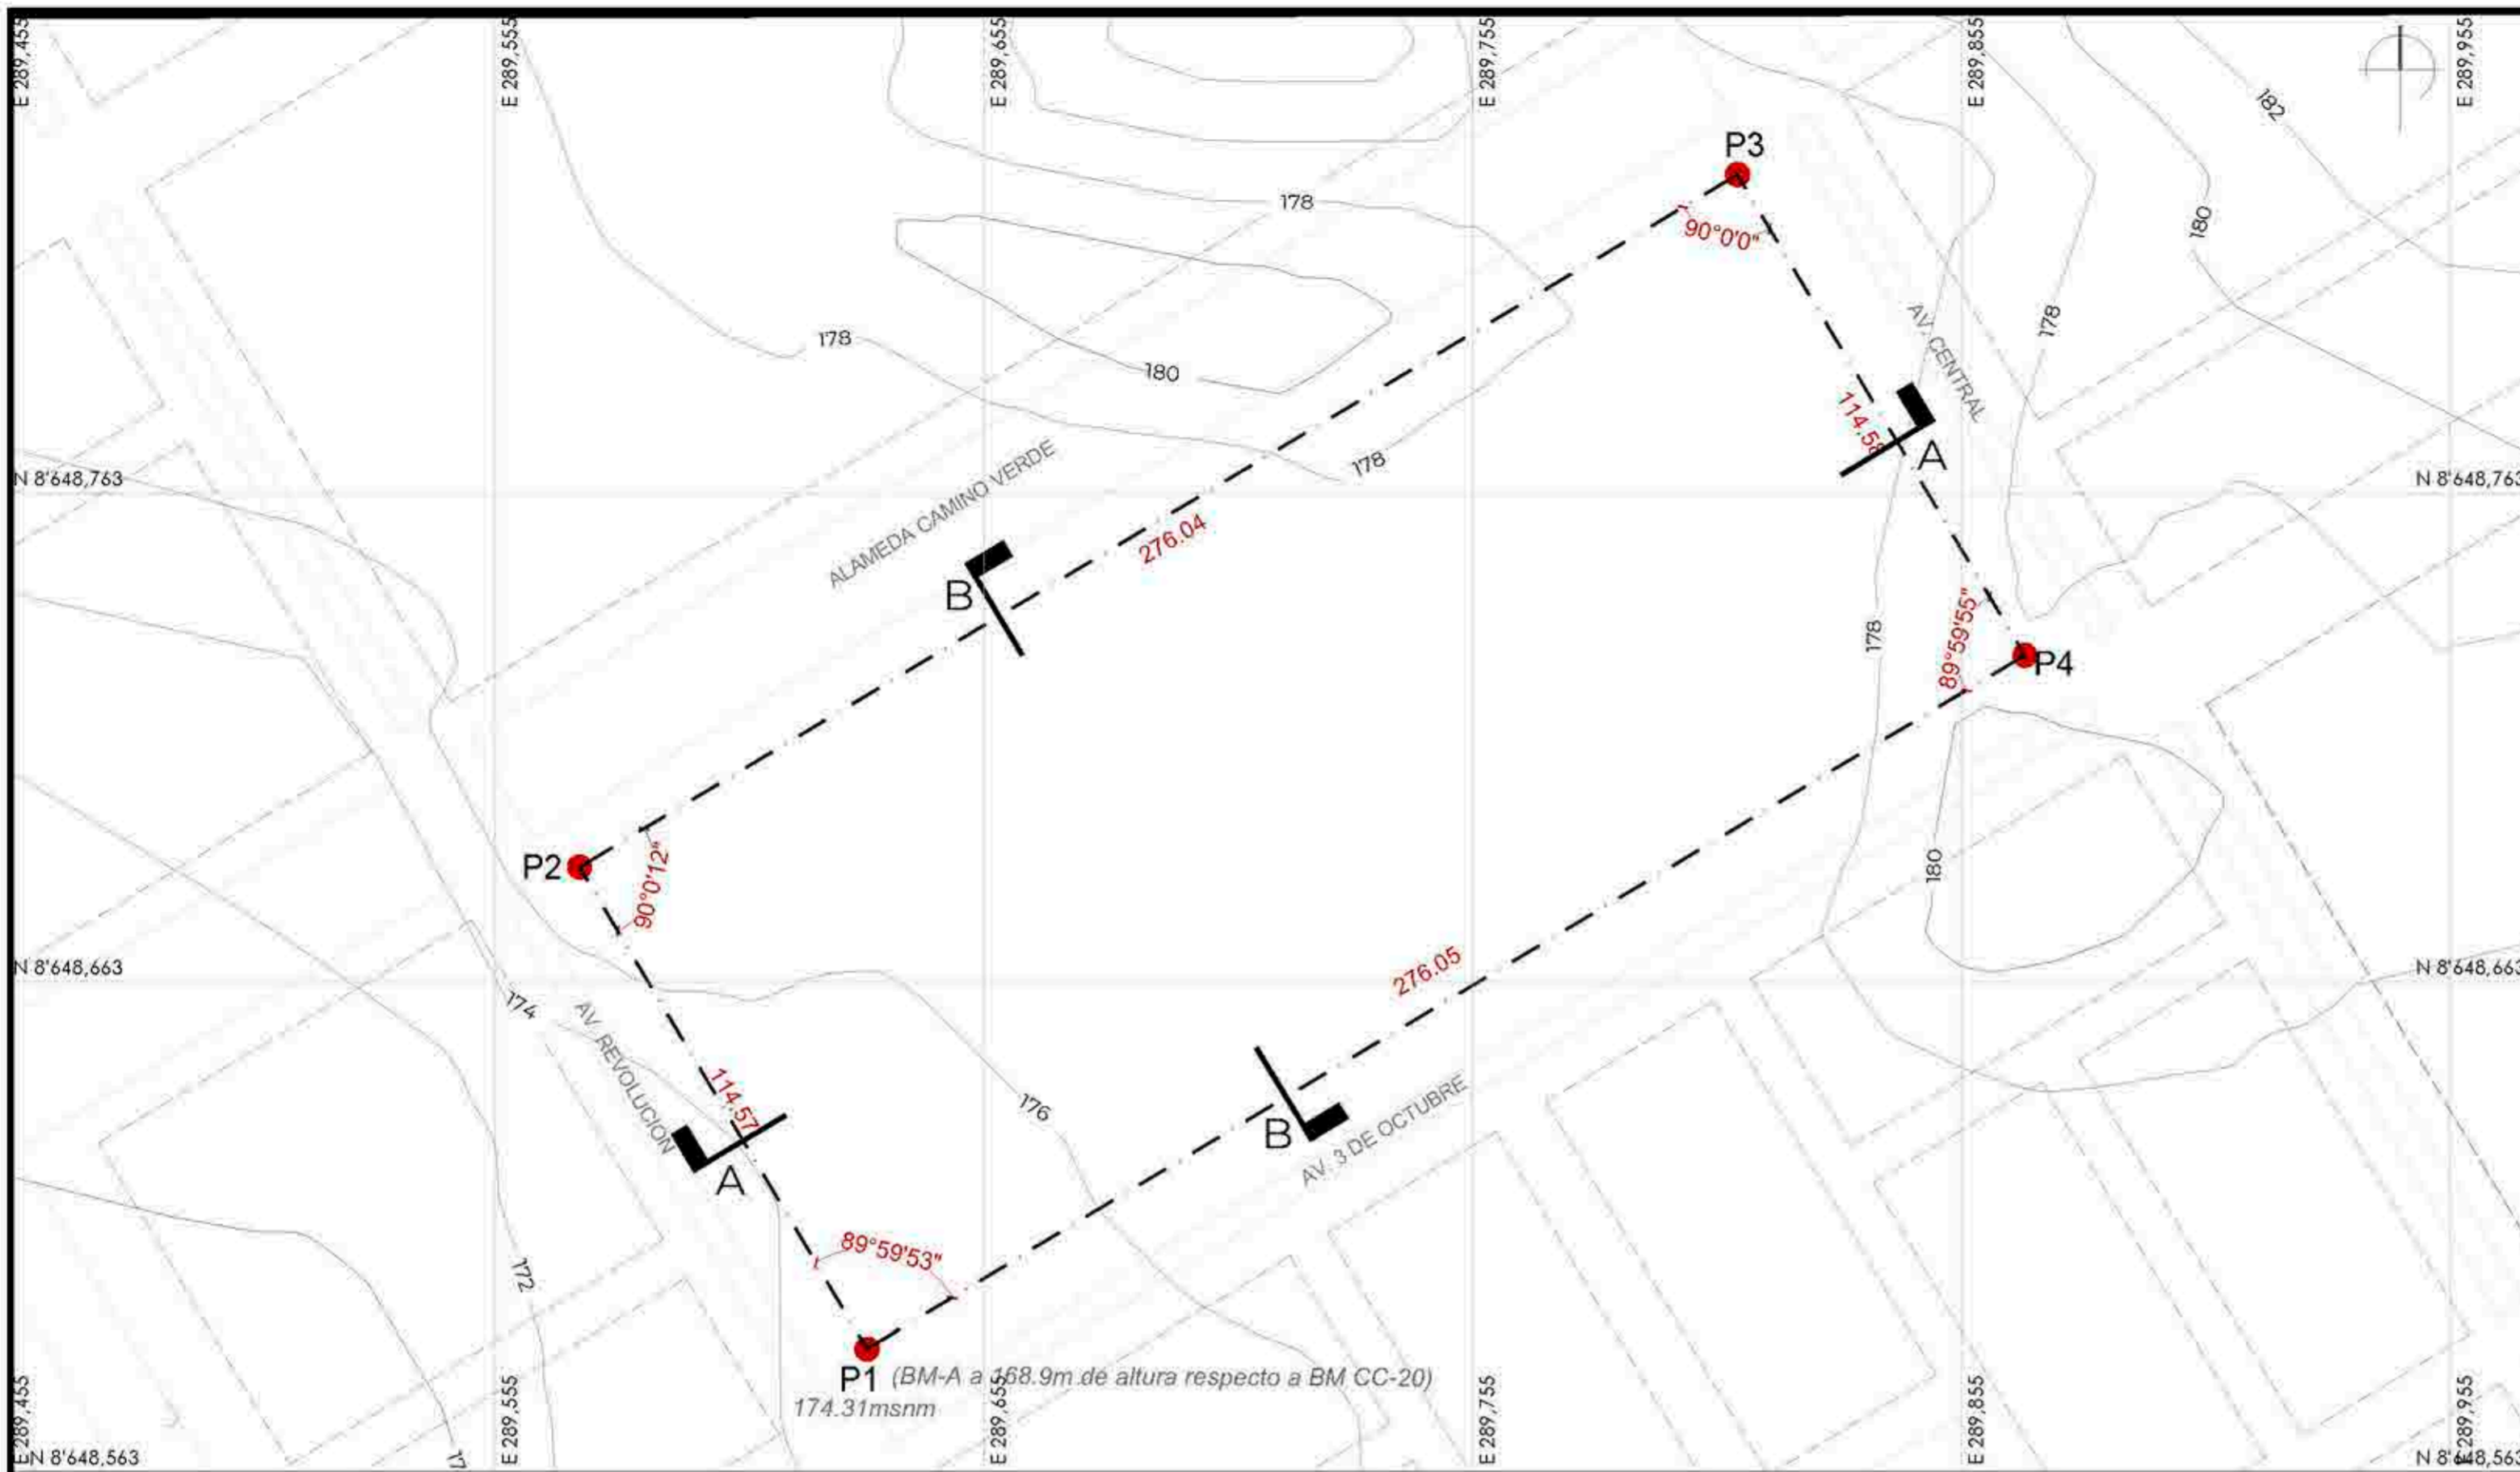 E 289,455
E 289,555
E 289,655
E 289,755
E 289,855
E 289,955
182
P3
178
180
90°0'0"
178
178
180
AV. CENTRAL
114.58
A
178
N 8'648,763
N 8'648,763
ALAMEDA CAMINO VERDE
276.04
B
178
89°59'55"
P4
P2
90°0'12"
180
N 8'648,663
276.05
N 8'648,663
174
AV. REVOLUCION
114.57
176
B
AV. 3 DE OCTUBRE
A
89°59'53"
172
P1 (BM-A a 168.9m.de altura respecto a BM CC-20)
174.31msnm
E 289,455
E 289,555
E 289,655
E 289,755
E 289,855
E 289,955
N 8'648,563
N 8'648,563